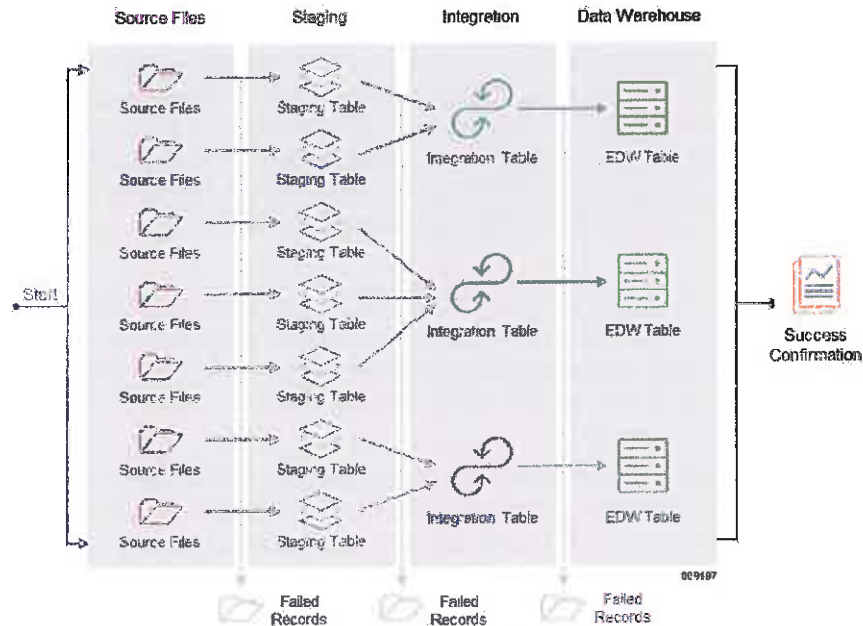 Source Files Staging Integration Data Warehouse
Source Files Staging Table
Integration Table EDW Table
Source Files Staging Table
Source Files Staging Table
Start
Source Files Staging Table Integration Table EDW Table
Success
Confirmation
Source Files Staging Table
Source Files Staging Table
Integration Table EDW Table
Source Files Staging Table
Failed
Records
Failed
Records
Failed
Records